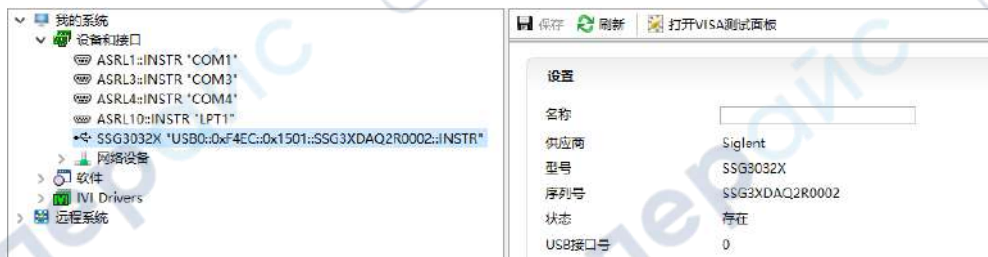 我的系统
设备和接口
ASRL1::INSTR "COM1"
ASRL3::INSTR "COM3"
ASRL4::INSTR "COM4"
ASRL10::INSTR "LPT1"
SSG3032X "USB0::0xF4EC::0x1501::SSG3XDAQ2R0002::INSTR"
网络设备
软件
IVI Drivers
远程系统
保存 刷新 打开VISA测试面板
设置
名称
供应商 Siglent
型号 SSG3032X
序列号 SSG3XDAQ2R0002
状态 存在
USB接口号 0